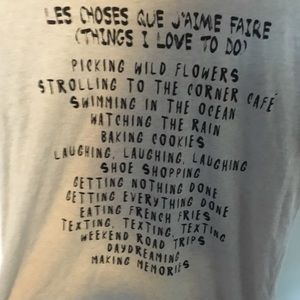 LES CHOSES QUE J'AIME FAIRE
(THINGS I LOVE TO DO)
PICKING WILD FLOWERS
STROLLING TO THE CORNER CAFÉ
SWIMMING IN THE OCEAN
WATCHING THE RAIN
BAKING COOKIES
LAUGHING, LAUGHING, LAUGHING
SHOE SHOPPING
GETTING NOTHING DONE
GETTING EVERYTHING DONE
EATING FRENCH FRIES
TEXTING, TEXTING, TEXTING
WEEKEND ROAD TRIPS
DAYDREAMING
MAKING MEMORIES